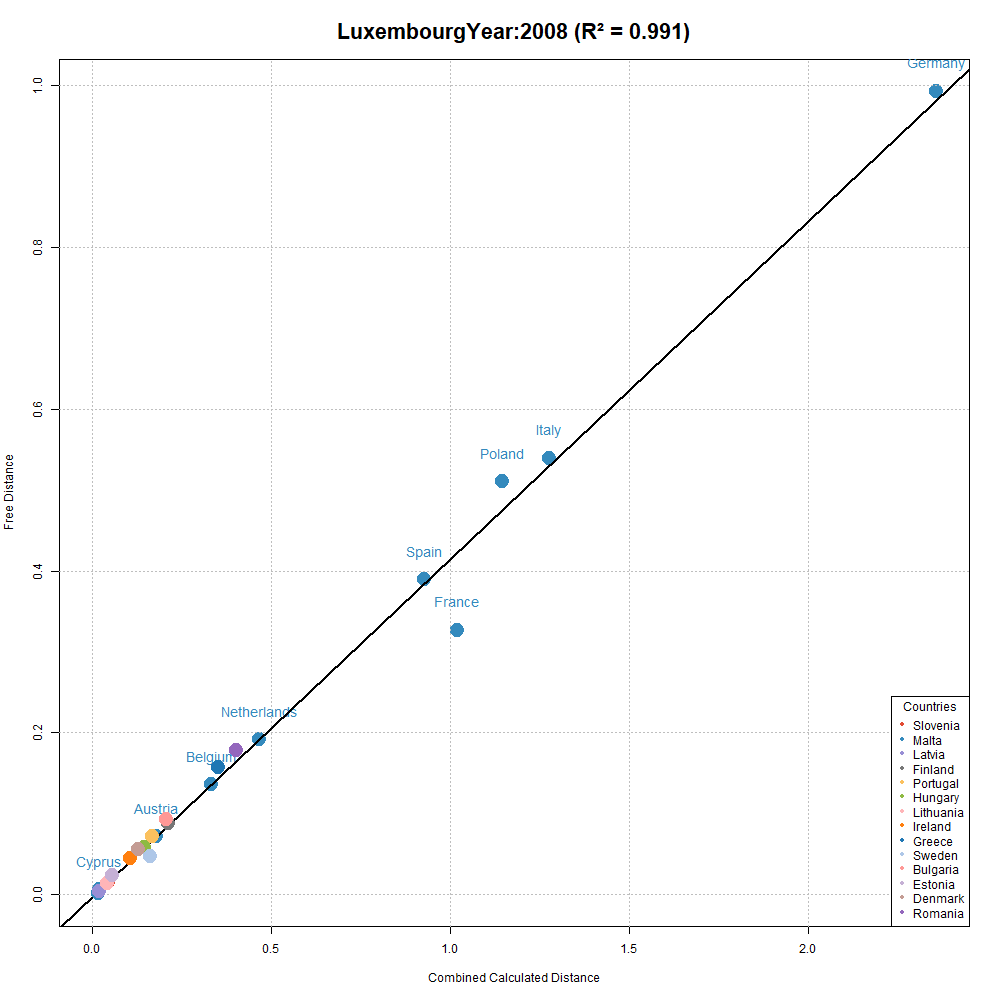 LuxembourgYear:2008 (R² = 0.991)
Germany
Italy
Poland
Spain
France
Netherlands
Belgium
Austria
Cyprus
1.0
0.8
0.6
0.4
0.2
0.0
Free Distance
0.0 0.5 1.0 1.5 2.0
Combined Calculated Distance
Countries
Slovenia
Malta
Latvia
Finland
Portugal
Hungary
Lithuania
Ireland
Greece
Sweden
Bulgaria
Estonia
Denmark
Romania